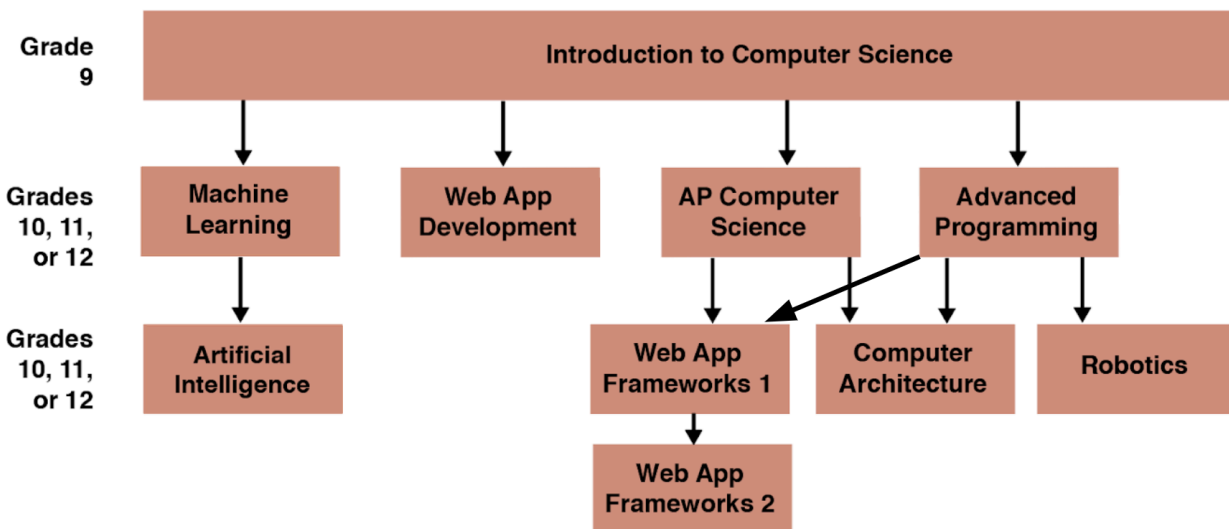 Grade
9
Introduction to Computer Science
Grades
10, 11,
or 12
Machine
Learning
Web App
Development
AP Computer
Science
Advanced
Programming
Grades
10, 11,
or 12
Artificial
Intelligence
Web App
Frameworks 1
Computer
Architecture
Robotics
Web App
Frameworks 2